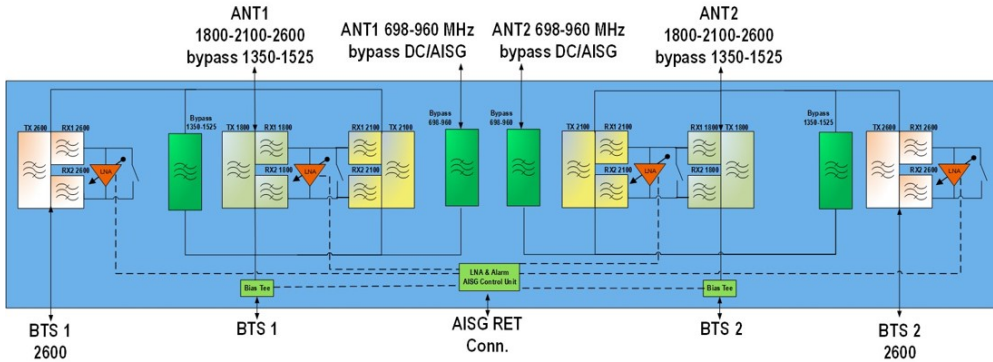 ANT1
1800-2100-2600
bypass 1350-1525
ANT1 698-960 MHz
bypass DC/AISG
ANT2 698-960 MHz
bypass DC/AISG
ANT2
1800-2100-2600
bypass 1350-1525
TX 2600
RX1 2600
RX2 2600
LNA
Bypass
1350-1525
TX 1800
RX1 1800
RX2 1800
LNA
RX1 2100
TX 2100
RX2 2100
Bypass
698-960
Bypass
698-960
TX 2100
RX1 2100
RX2 2100
LNA
RX1 1800
TX 1800
RX2 1800
Bypass
1350-1525
TX 2600
RX1 2600
RX2 2600
LNA
Bias Tee
LNA & Alarm
AISG Control Unit
Bias Tee
BTS 1
2600
BTS 1
AISG RET
Conn.
BTS 2
BTS 2
2600